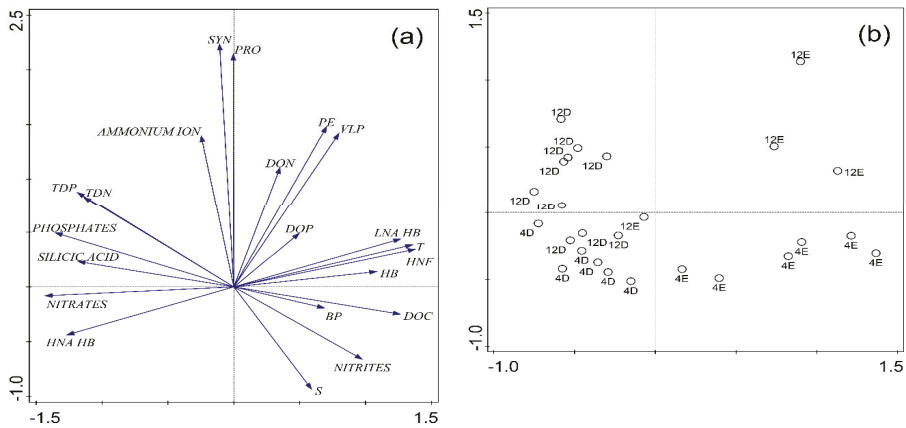 1.5
(a)
SYN
PRO
PE
AMMONIUM ION
VLP
DON
TDP
TDN
PHOSPHATES
DOP
LNA HB
T
SILICIC ACID
HNF
HB
NITRATES
BP
DOC
HNA HB
NITRITES
S
-1.0
-1.5
1.5
1.5
(b)
12E
12D
12E
12D
12D
12D
12D
12E
12D
12D
4D
12E
12D
12D
4D
4E
4E
4E
4D
4D
4D
4D
4E
4E
4E
-1.0
-1.0
1.5